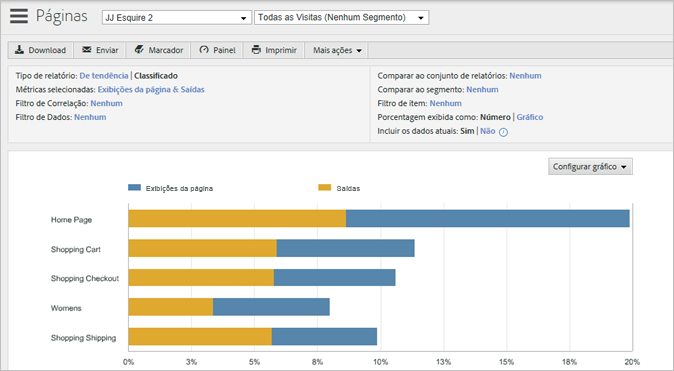 Páginas JJ Esquire 2 Todas as Visitas (Nenhum Segmento)
Download Enviar Marcador Painel Imprimir Mais ações
Tipo de relatório: De tendência | Classificado
Métricas selecionadas: Exibições da página & Saídas
Filtro de Correlação: Nenhum
Filtro de Dados: Nenhum
Comparar ao conjunto de relatórios: Nenhum
Comparar ao segmento: Nenhum
Filtro de item: Nenhum
Porcentagem exibida como: Número | Gráfico
Incluir os dados atuais: Sim | Não
Configurar gráfico
Exibições da página Saídas
Home Page
Shopping Cart
Shopping Checkout
Womens
Shopping Shipping
0% 3% 5% 8% 10% 13% 15% 18% 20%